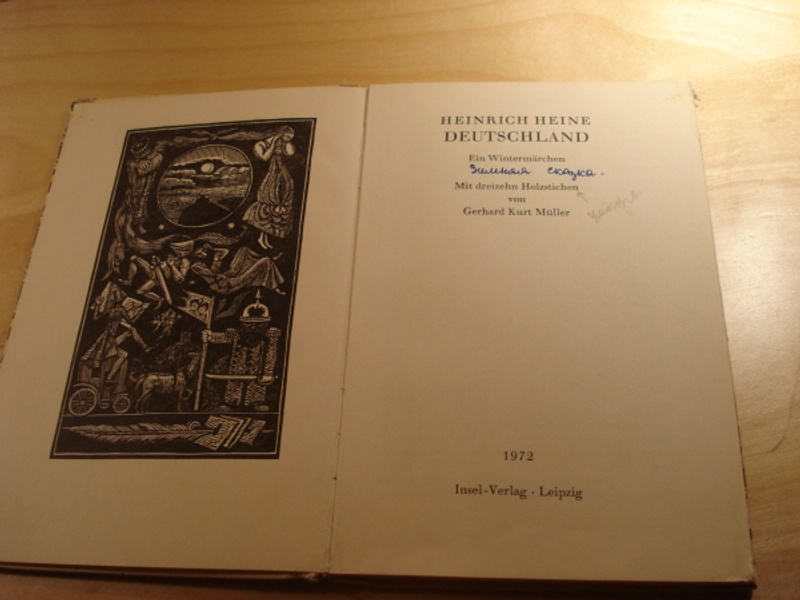 HEINRICH HEINE
DEUTSCHLAND
Ein Wintermärchen
Зимняя сказка.
Mit dreizehn Holzstichen
von
Gerhard Kurt Müller
1972
Insel-Verlag · Leipzig